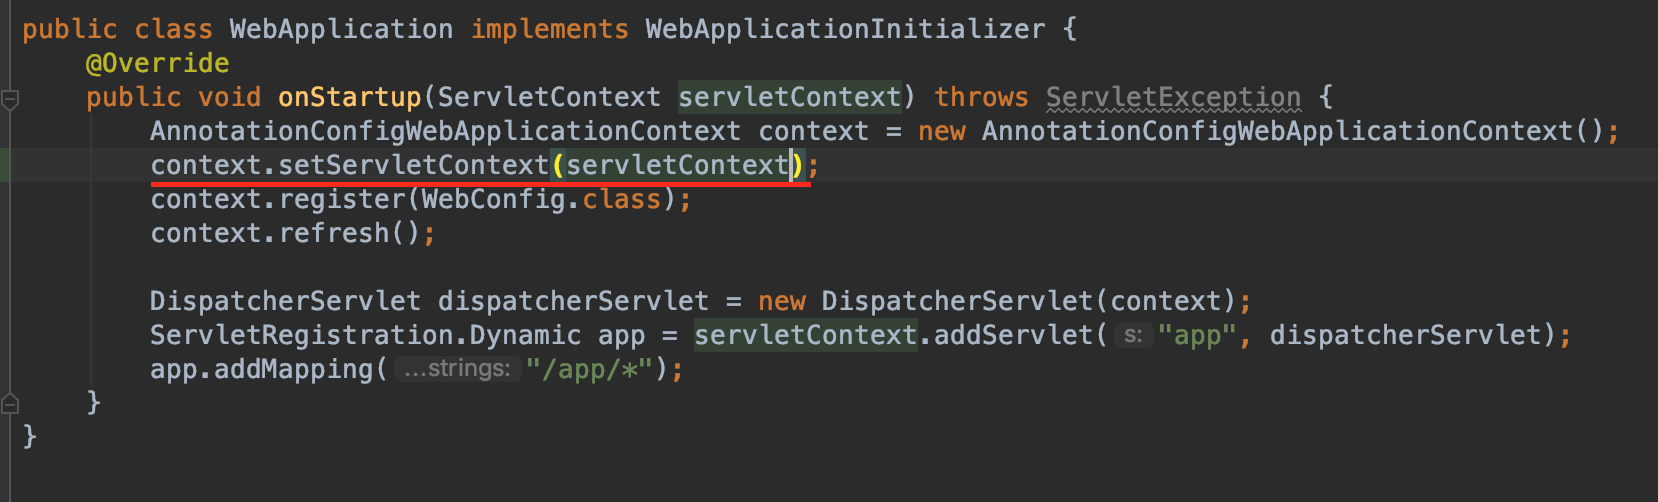 public class WebApplication implements WebApplicationInitializer {
@Override
public void onStartup(ServletContext servletContext) throws ServletException {
AnnotationConfigWebApplicationContext context = new AnnotationConfigWebApplicationContext();
context.setServletContext(servletContext);
context.register(WebConfig.class);
context.refresh();
DispatcherServlet dispatcherServlet = new DispatcherServlet(context);
ServletRegistration.Dynamic app = servletContext.addServlet( s: "app", dispatcherServlet);
app.addMapping( ...strings: "/app/*");
}
}